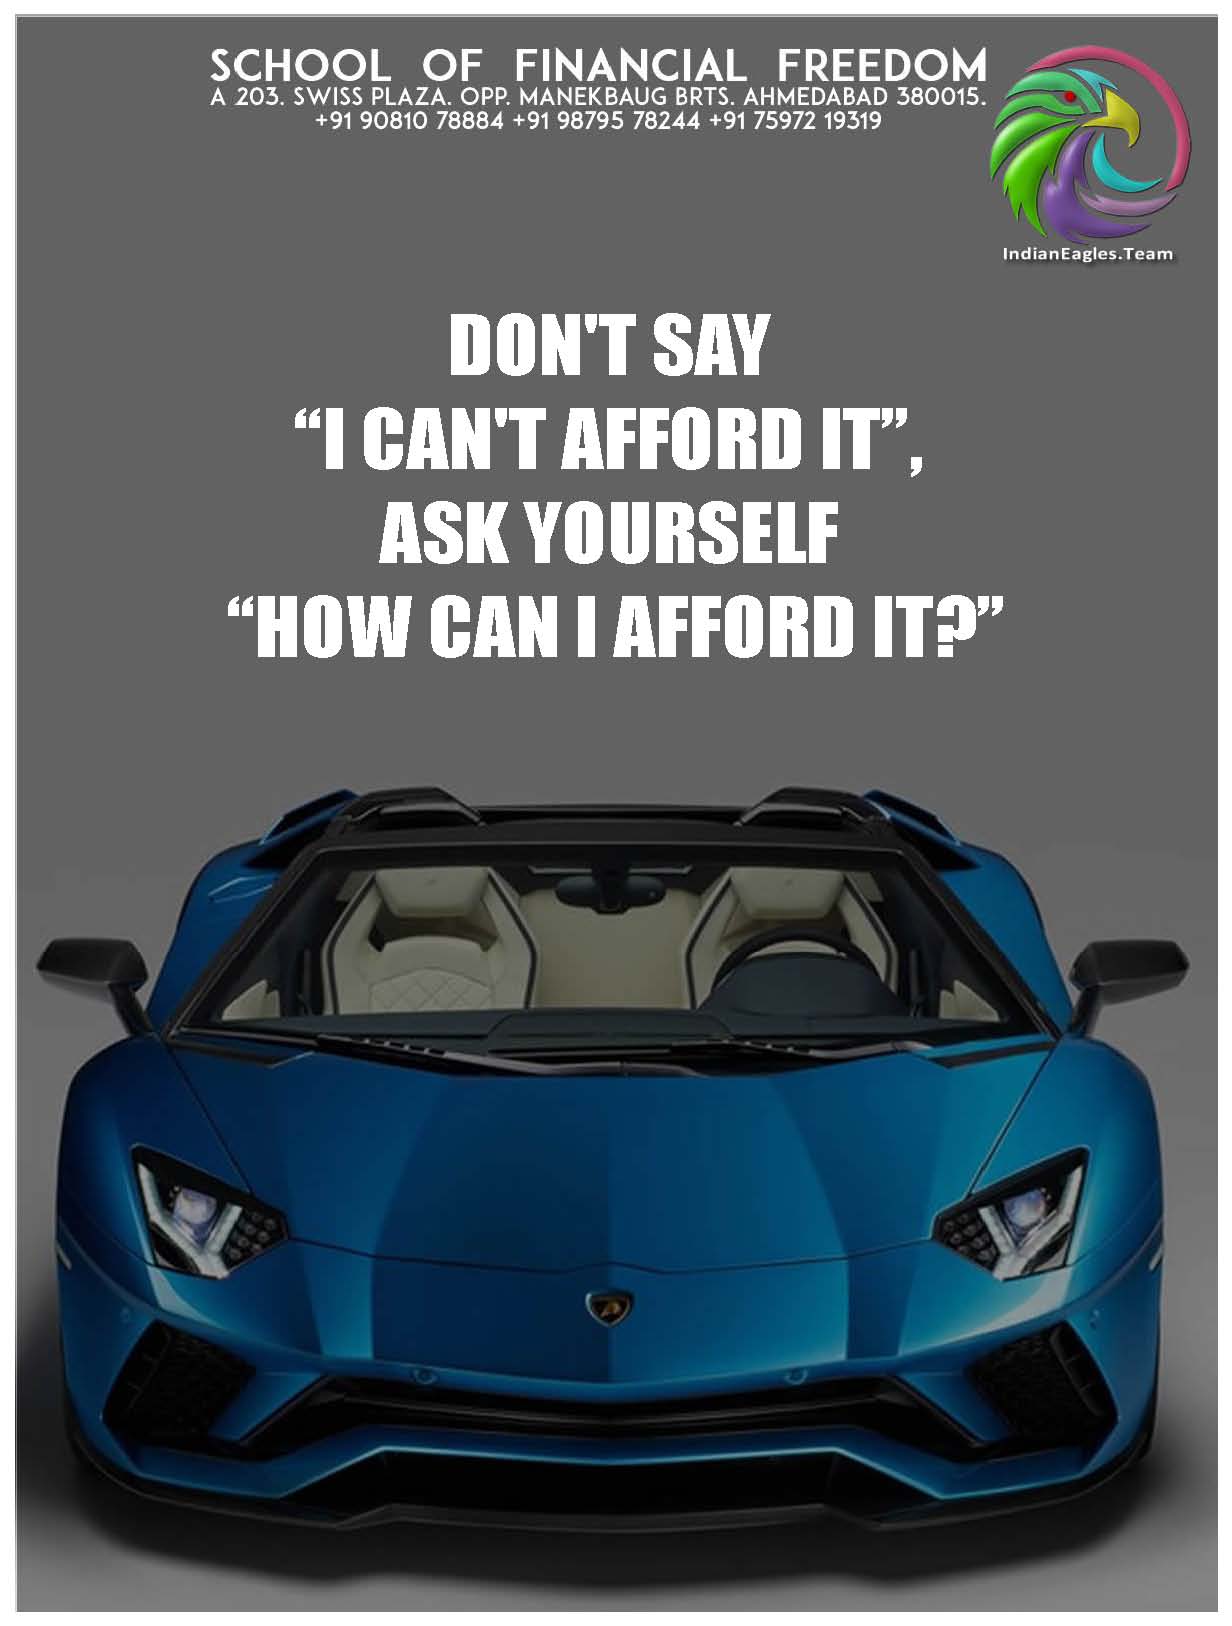 SCHOOL OF FINANCIAL FREEDOM
A 203. SWISS PLAZA. OPP. MANEKBAUG BRTS. AHMEDABAD 380015.
+91 90810 78884 +91 98795 78244 +91 75972 19319
IndianEagles.Team
DON'T SAY
“I CAN'T AFFORD IT”,
ASK YOURSELF
“HOW CAN I AFFORD IT?”